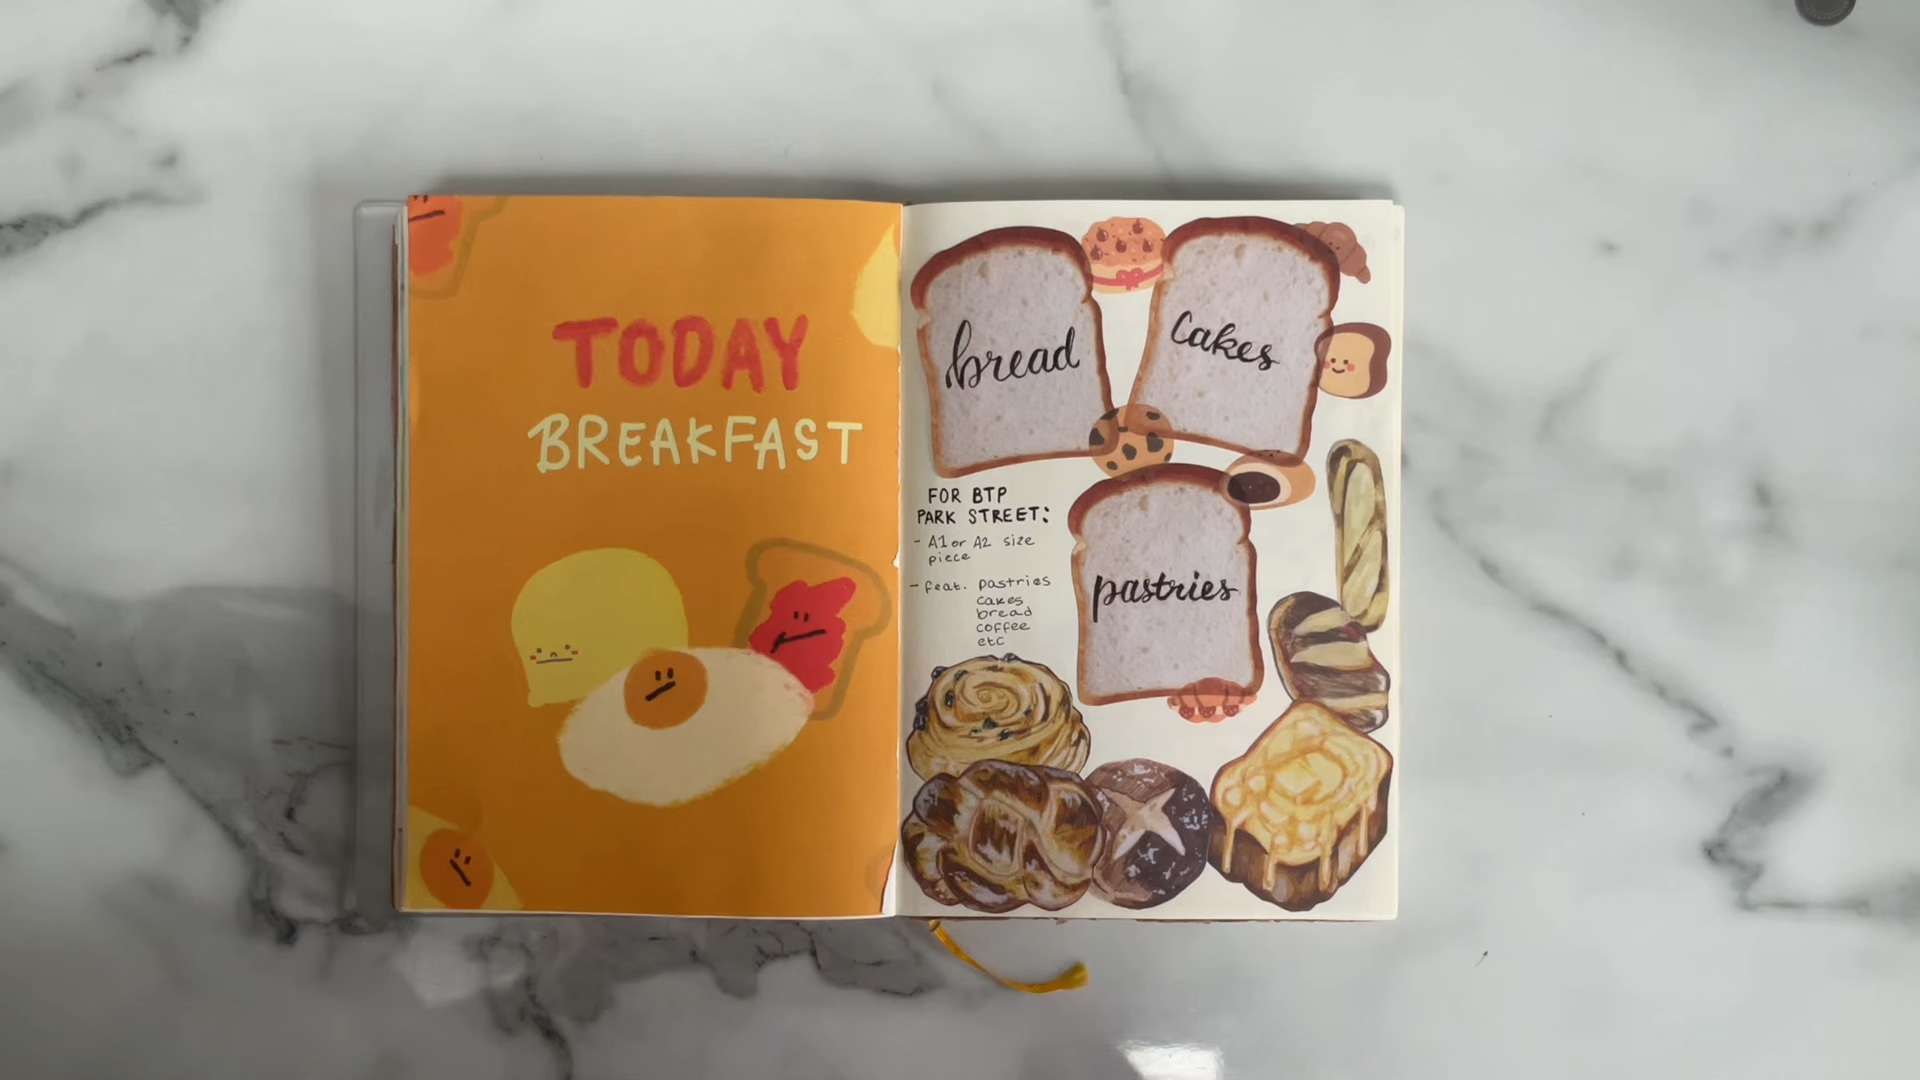 TODAY
BREAKFAST
bread
cakes
FOR BTP
PARK STREET:
- A1 or A2 size
piece
- feat. pastries
cakes
bread
coffee
etc
pastries